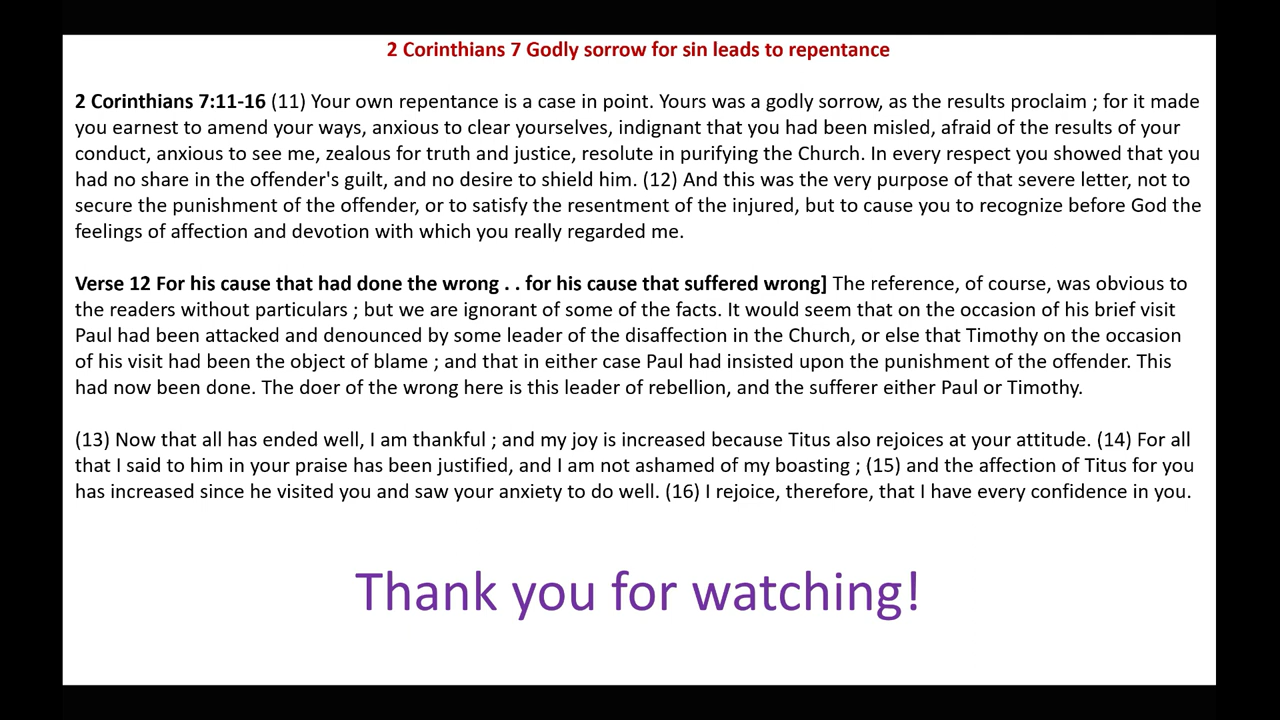 2 Corinthians 7 Godly sorrow for sin leads to repentance
2 Corinthians 7:11-16 (11) Your own repentance is a case in point. Yours was a godly sorrow, as the results proclaim ; for it made
you earnest to amend your ways, anxious to clear yourselves, indignant that you had been misled, afraid of the results of your
conduct, anxious to see me, zealous for truth and justice, resolute in purifying the Church. In every respect you showed that you
had no share in the offender's guilt, and no desire to shield him. (12) And this was the very purpose of that severe letter, not to
secure the punishment of the offender, or to satisfy the resentment of the injured, but to cause you to recognize before God the
feelings of affection and devotion with which you really regarded me.
Verse 12 For his cause that had done the wrong . . for his cause that suffered wrong] The reference, of course, was obvious to
the readers without particulars ; but we are ignorant of some of the facts. It would seem that on the occasion of his brief visit
Paul had been attacked and denounced by some leader of the disaffection in the Church, or else that Timothy on the occasion
of his visit had been the object of blame ; and that in either case Paul had insisted upon the punishment of the offender. This
had now been done. The doer of the wrong here is this leader of rebellion, and the sufferer either Paul or Timothy.
(13) Now that all has ended well, I am thankful ; and my joy is increased because Titus also rejoices at your attitude. (14) For all
that I said to him in your praise has been justified, and I am not ashamed of my boasting ; (15) and the affection of Titus for you
has increased since he visited you and saw your anxiety to do well. (16) I rejoice, therefore, that I have every confidence in you.
Thank you for watching!